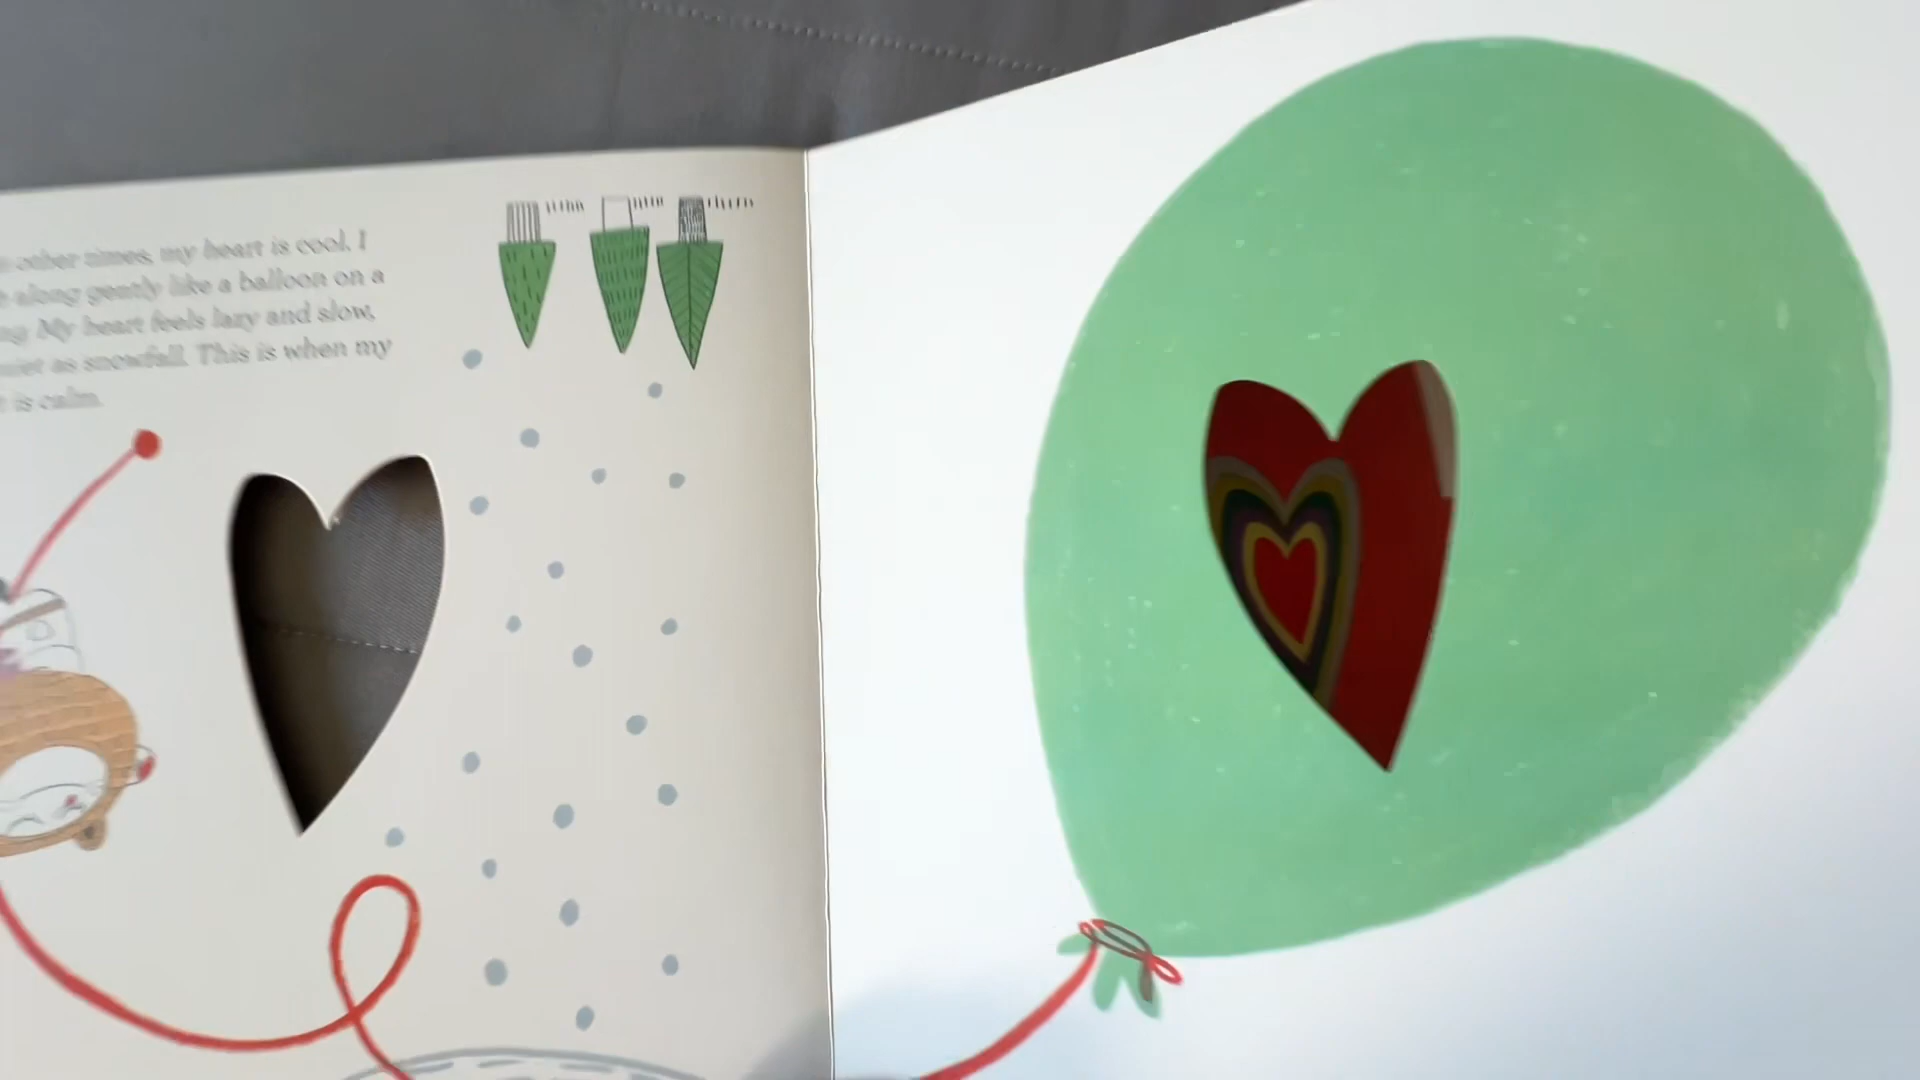 other times, my heart is cool. I
along gently like a balloon on a
My heart feels lazy and slow,
as snowfall. This is when my
is calm.